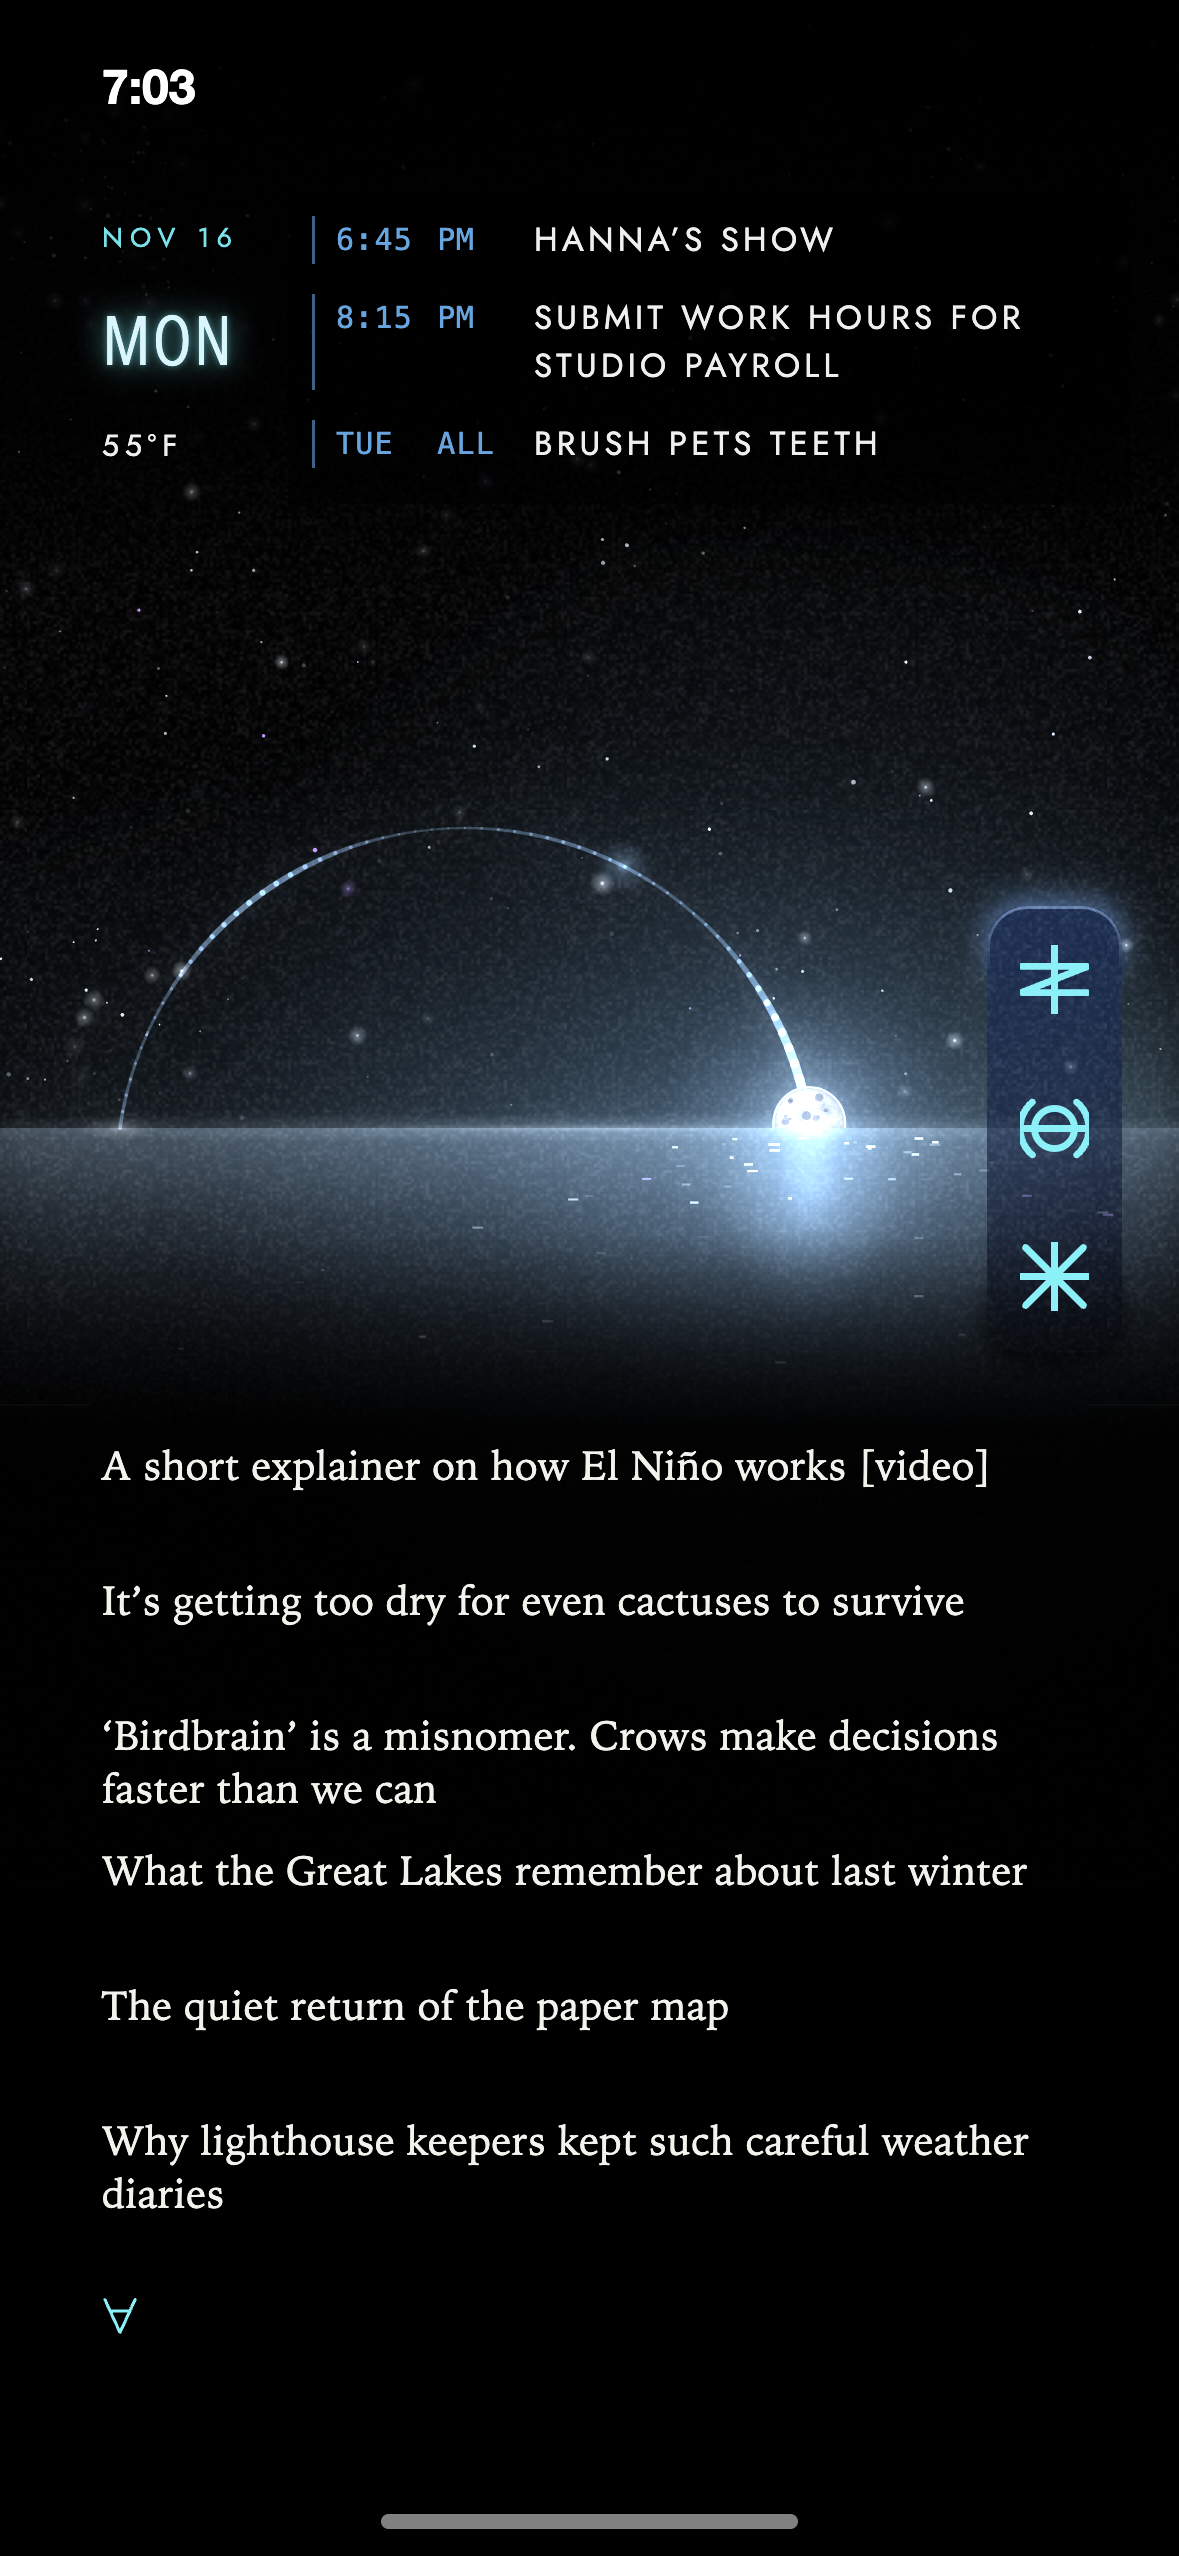 7:03
NOV 16
MON
55°F
6:45 PM HANNA’S SHOW
8:15 PM SUBMIT WORK HOURS FOR
STUDIO PAYROLL
TUE ALL BRUSH PETS TEETH
A short explainer on how El Niño works [video]
It’s getting too dry for even cactuses to survive
‘Birdbrain’ is a misnomer. Crows make decisions
faster than we can
What the Great Lakes remember about last winter
The quiet return of the paper map
Why lighthouse keepers kept such careful weather
diaries
∀